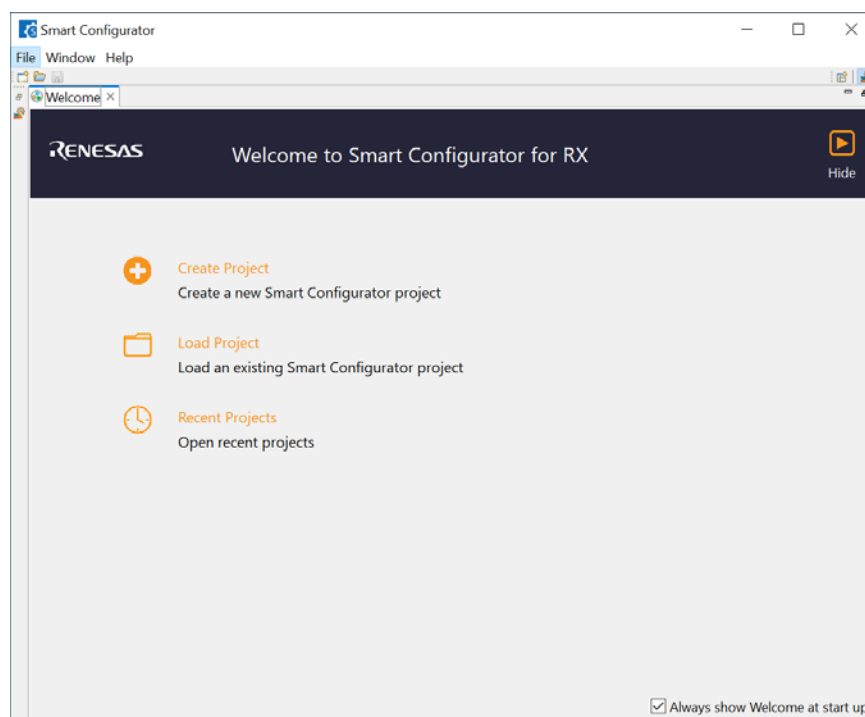 Smart Configurator
File Window Help
Welcome
RENESAS
Welcome to Smart Configurator for RX
Hide
Create Project
Create a new Smart Configurator project
Load Project
Load an existing Smart Configurator project
Recent Projects
Open recent projects
Always show Welcome at start up